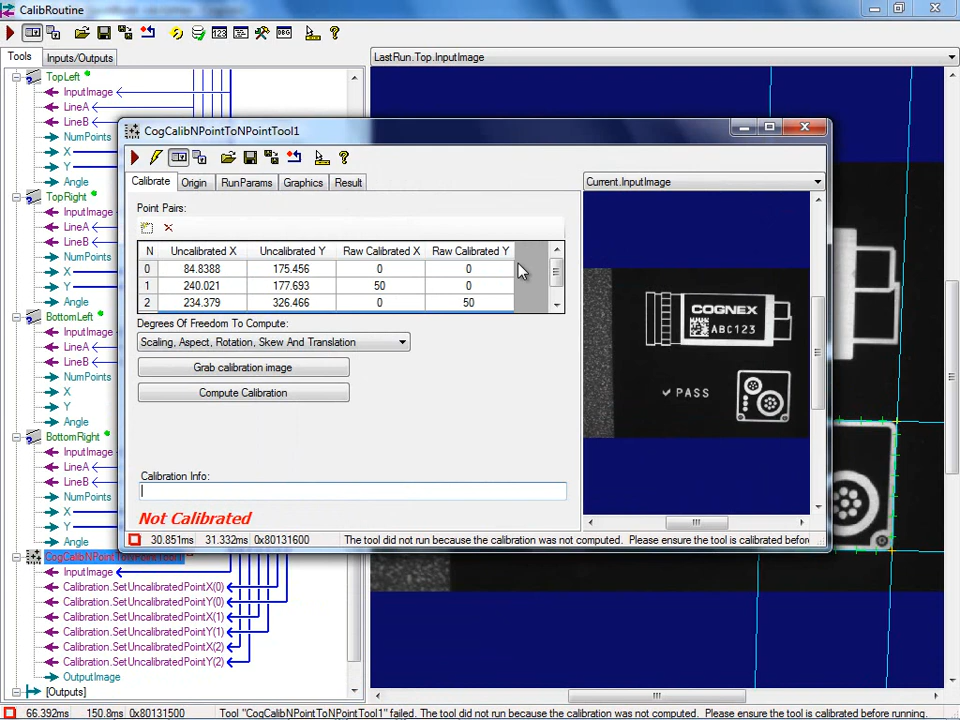 CalibRoutine
Tools
Inputs/Outputs
LastRun.Top.InputImage
TopLeft
InputImage
LineA
LineB
NumPoints
X
Y
Angle
TopRight
InputImage
LineA
LineB
NumPoints
X
Y
Angle
BottomLeft
InputImage
LineA
LineB
NumPoints
X
Y
Angle
BottomRight
InputImage
LineA
LineB
NumPoints
X
Y
Angle
CogCalibNPointToNPointTool1
InputImage
Calibration.SetUncalibratedPointX(0)
Calibration.SetUncalibratedPointY(0)
Calibration.SetUncalibratedPointX(1)
Calibration.SetUncalibratedPointY(1)
Calibration.SetUncalibratedPointX(2)
Calibration.SetUncalibratedPointY(2)
OutputImage
[Outputs]
CogCalibNPointToNPointTool1
Calibrate
Origin
RunParams
Graphics
Result
Current.InputImage
Point Pairs:
N Uncalibrated X Uncalibrated Y Raw Calibrated X Raw Calibrated Y
0 84.8388 175.456 0 0
1 240.021 177.693 50 0
2 234.379 326.466 0 50
Degrees Of Freedom To Compute:
Scaling, Aspect, Rotation, Skew And Translation
Grab calibration image
Compute Calibration
Calibration Info:
Not Calibrated
COGNEX
ABC123
PASS
30.851ms 31.332ms 0x80131600 The tool did not run because the calibration was not computed. Please ensure the tool is calibrated before
66.392ms 150.8ms 0x80131500 Tool "CogCalibNPointToNPointTool1" failed. The tool did not run because the calibration was not computed. Please ensure the tool is calibrated before running.